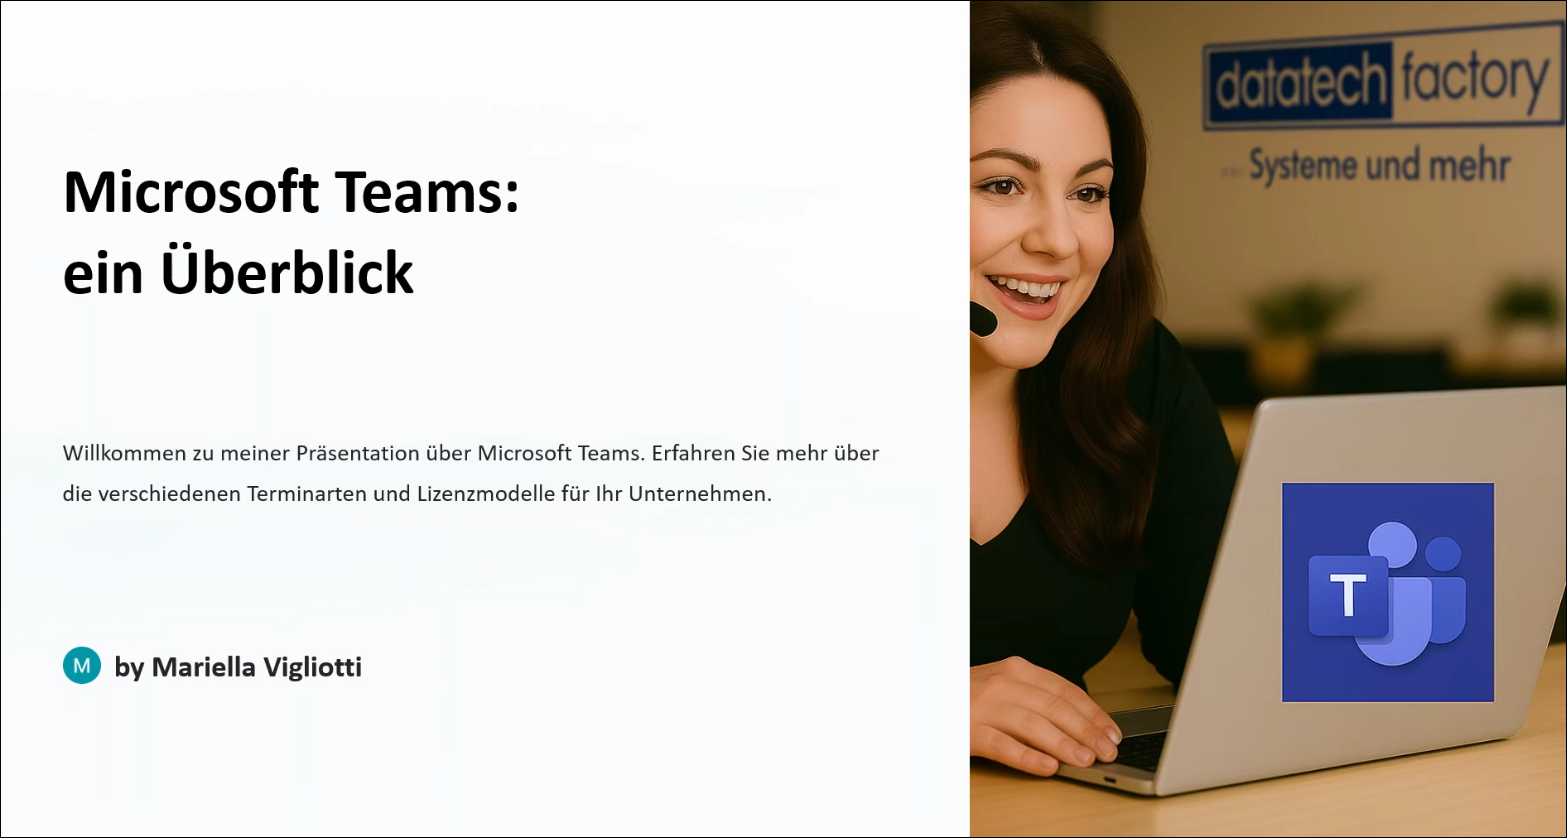 Microsoft Teams:
ein Überblick
Willkommen zu meiner Präsentation über Microsoft Teams. Erfahren Sie mehr über
die verschiedenen Terminarten und Lizenzmodelle für Ihr Unternehmen.
M
by Mariella Vigliotti
datatech factory
Systeme und mehr
T